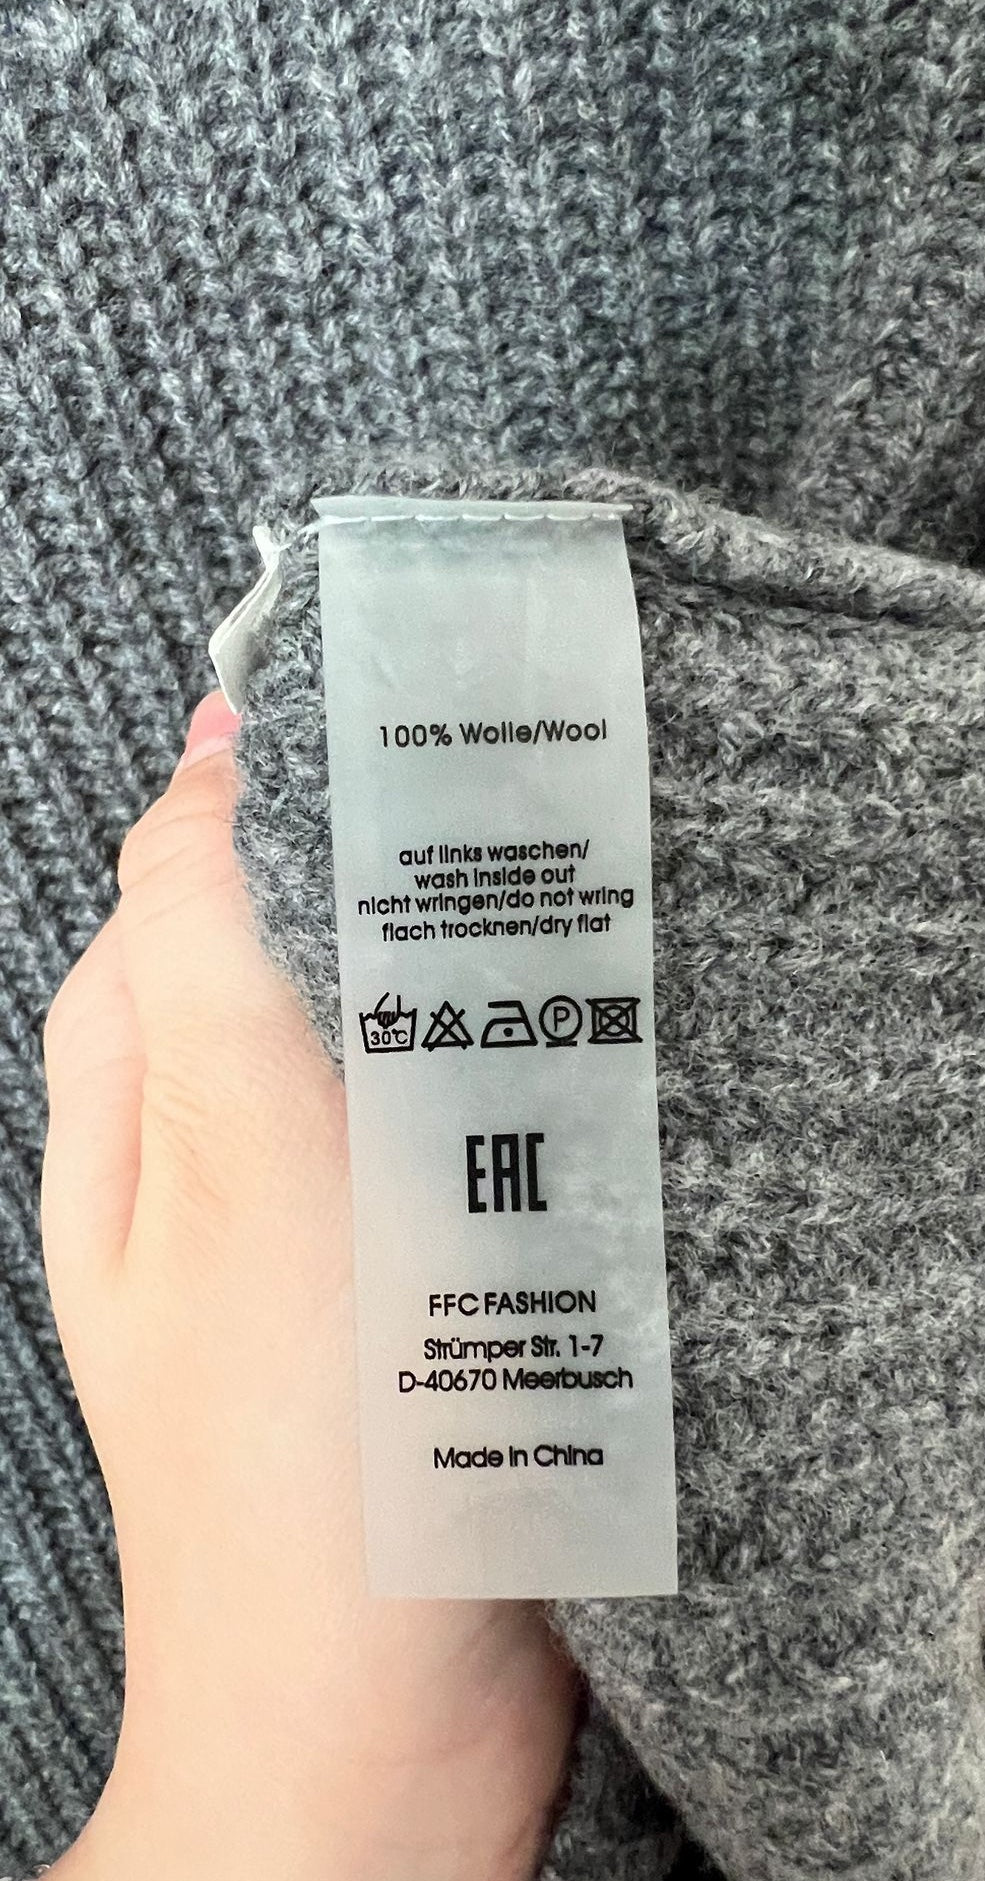 100% Wolle/Wool
auf links waschen/
wash inside out
nicht wringen/do not wring
flach trocknen/dry flat
30°C P
EAC
FFC FASHION
Strümper Str. 1-7
D-40670 Meerbusch
Made in China